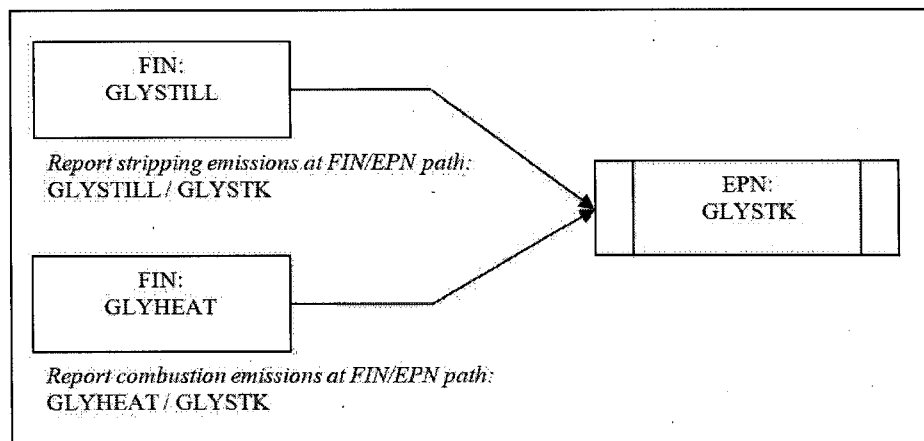 FIN:
GLYSTILL
Report stripping emissions at FIN/EPN path:
GLYSTILL / GLYSTK
EPN:
GLYSTK
FIN:
GLYHEAT
Report combustion emissions at FIN/EPN path:
GLYHEAT / GLYSTK